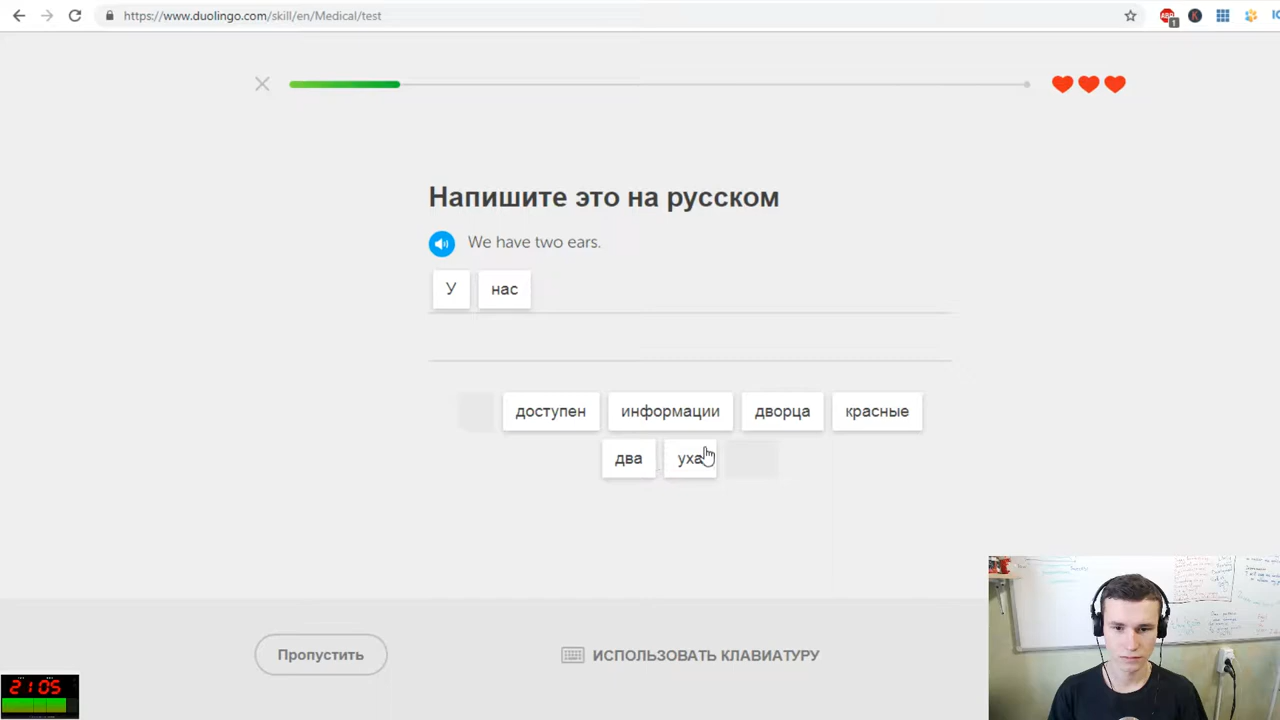 https://www.duolingo.com/skill/en/Medical/test
Напишите это на русском
We have two ears.
У нас
доступен информации дворца красные
два уха
Пропустить
ИСПОЛЬЗОВАТЬ КЛАВИАТУРУ
21:05